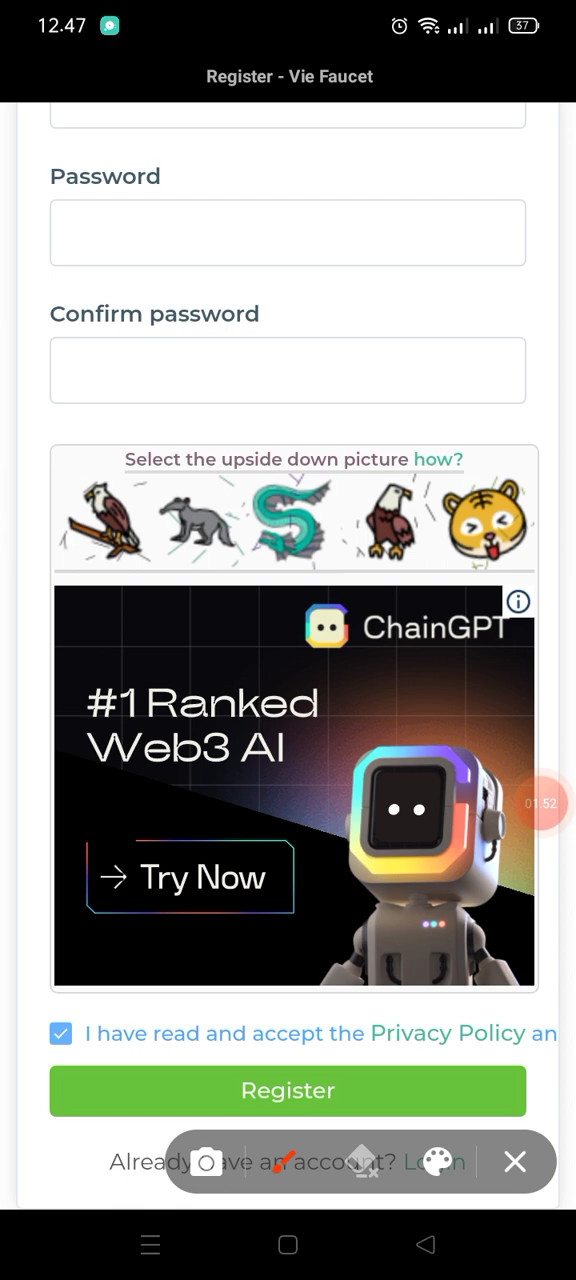 12.47
37
Register - Vie Faucet
Password
Confirm password
Select the upside down picture how?
ChainGPT
#1 Ranked
Web3 AI
→ Try Now
01.52
I have read and accept the Privacy Policy an
Register
Already have an account? Login